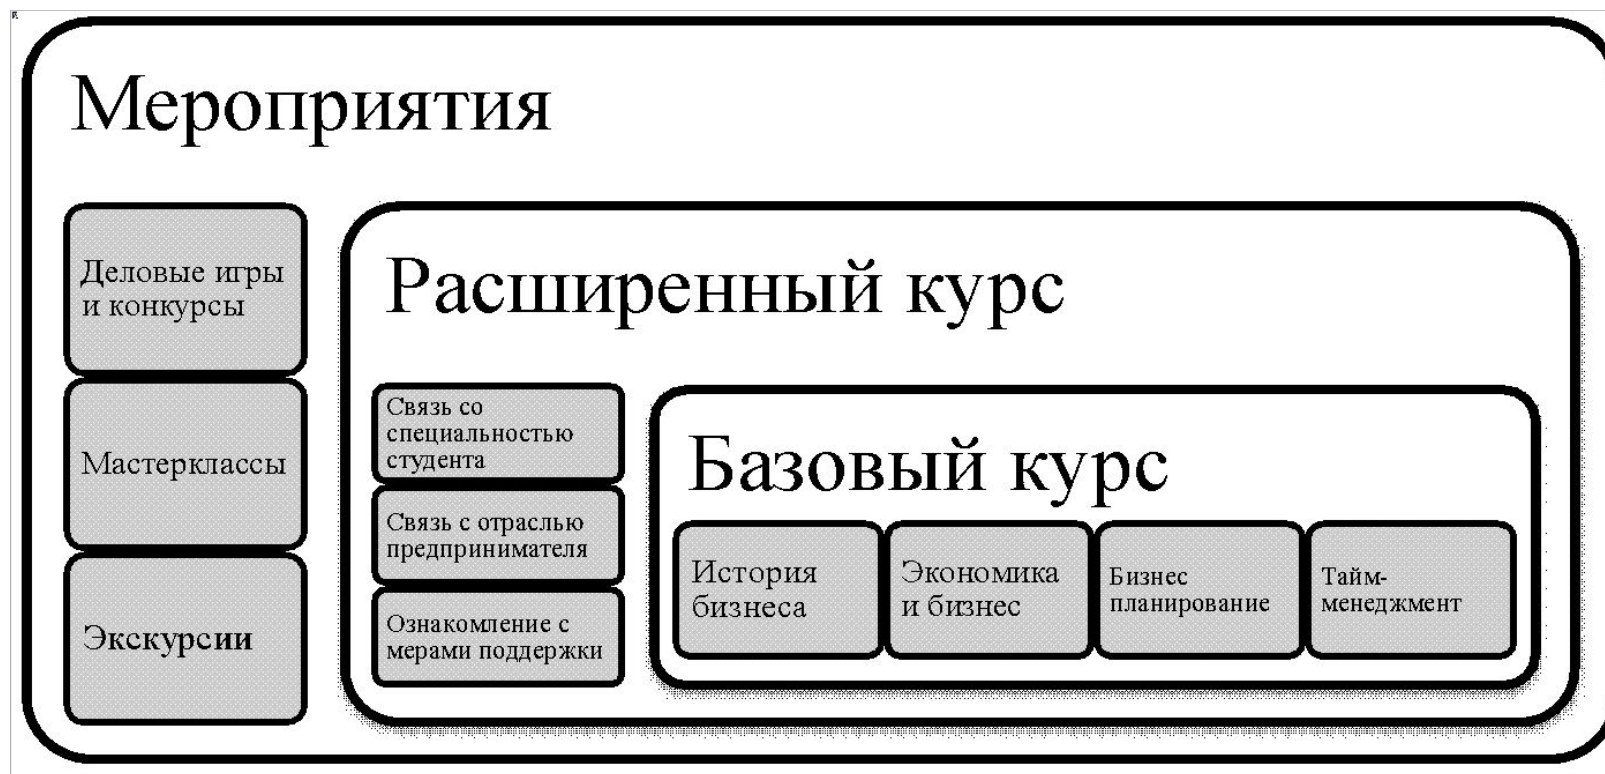 Мероприятия
Деловые игры
и конкурсы
Мастерклассы
Экскурсии
Расширенный курс
Связь со
специальностью
студента
Связь с отраслью
предпринимателя
Ознакомление с
мерами поддержки
Базовый курс
История
бизнеса
Экономика
и бизнес
Бизнес
планирование
Тайм-
менеджмент